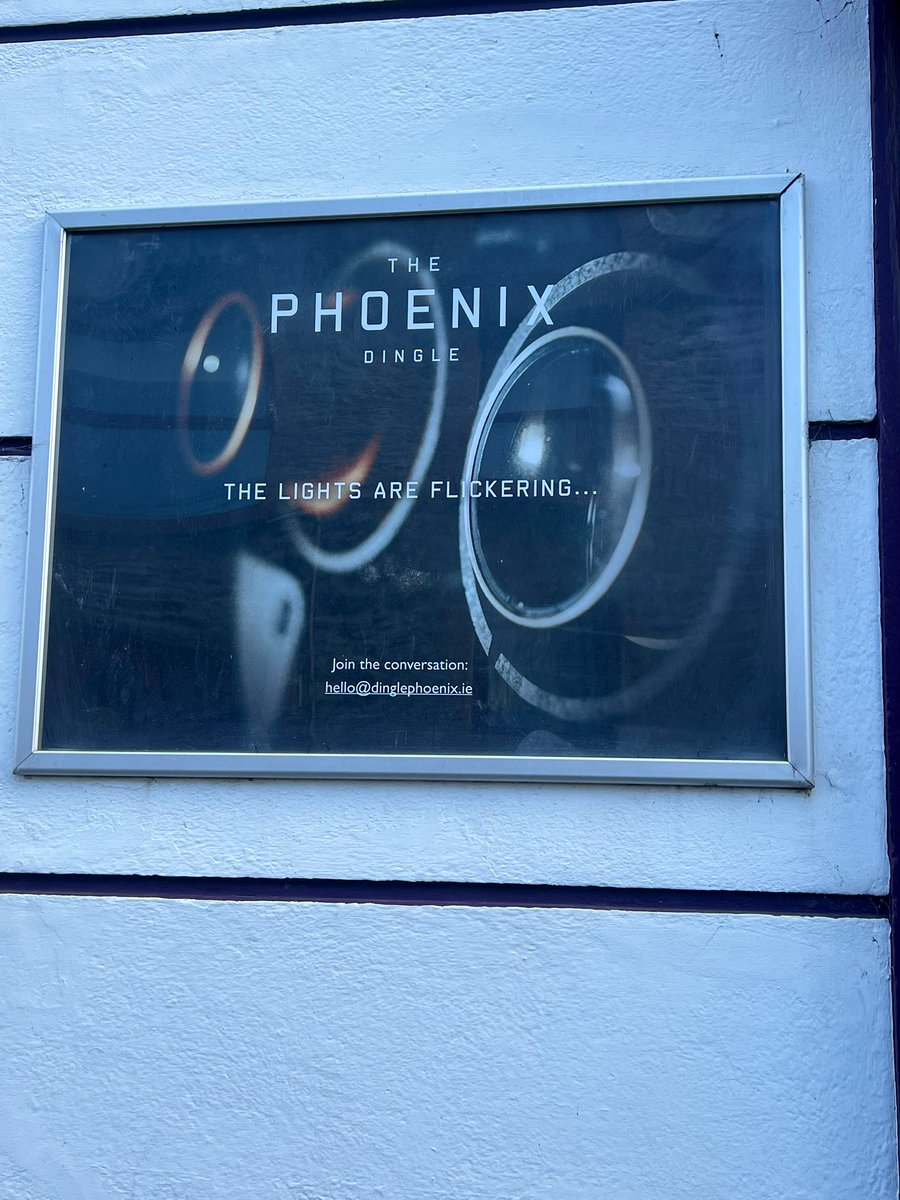 THE
PHOENIX
DINGLE
THE LIGHTS ARE FLICKERING...
Join the conversation:
hello@dinglephoenix.ie